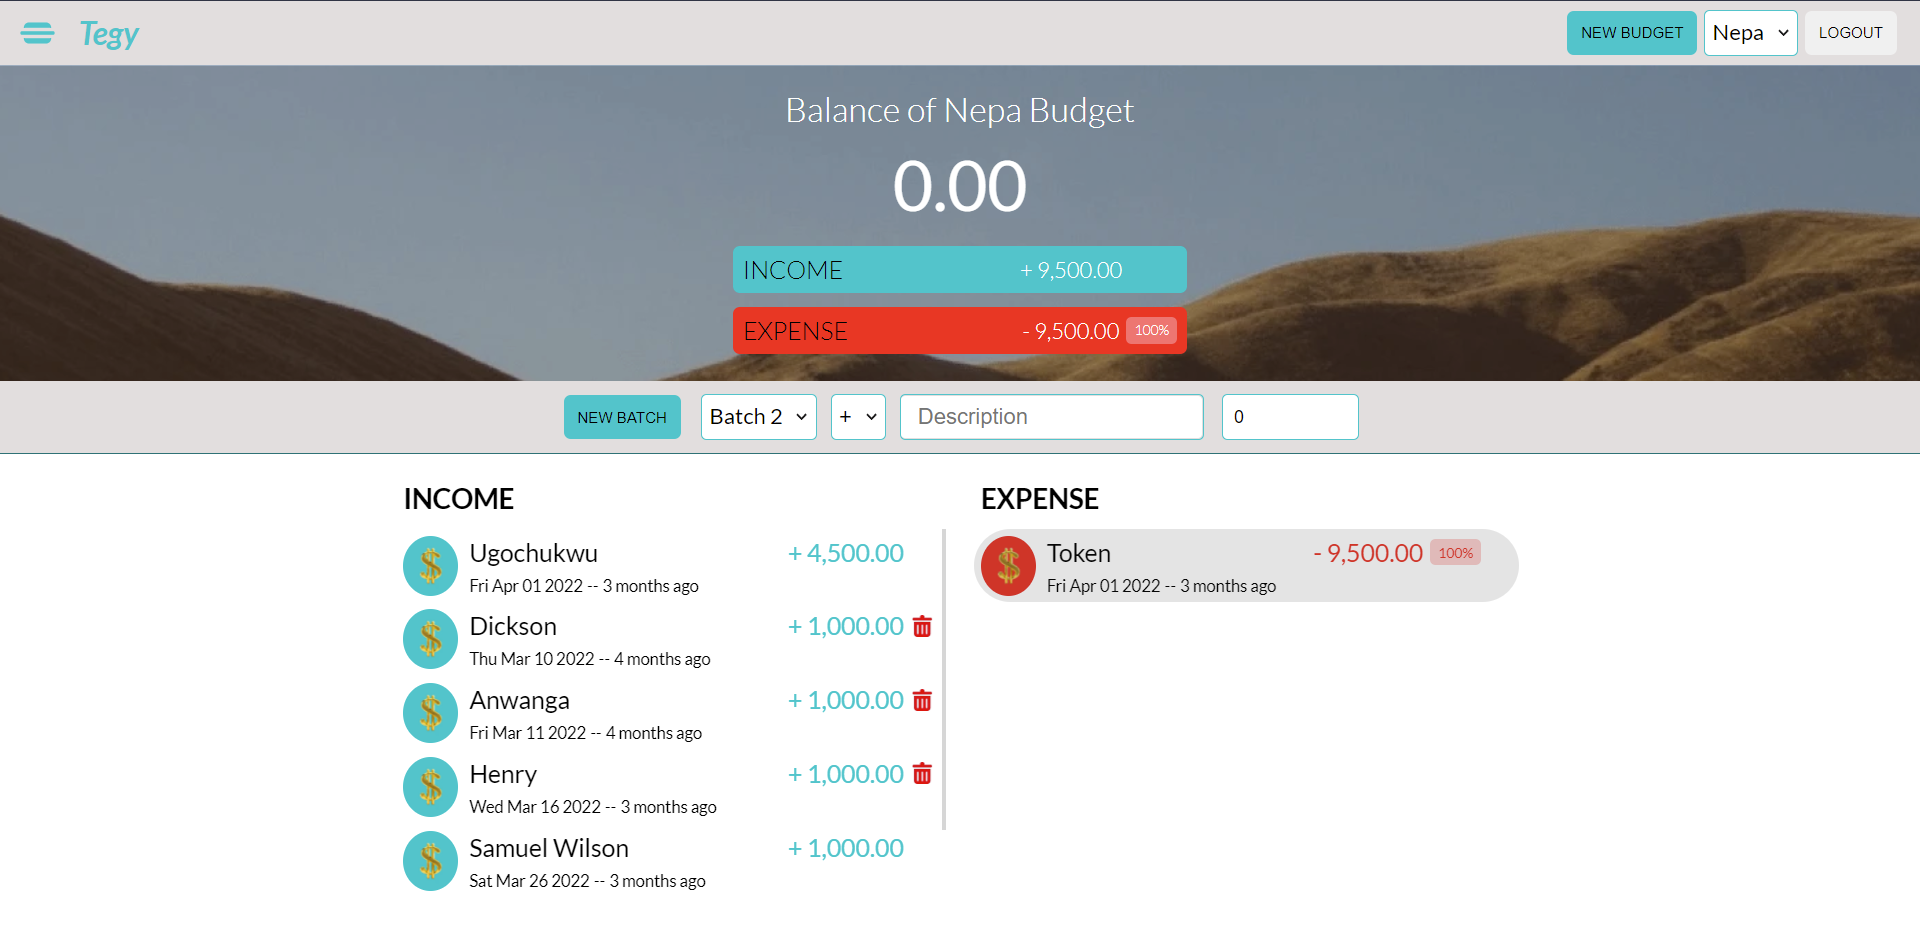 Tegy
NEW BUDGET
Nepa
LOGOUT
Balance of Nepa Budget
0.00
INCOME + 9,500.00
EXPENSE - 9,500.00 100%
NEW BATCH
Batch 2
+
Description
0
INCOME
Ugochukwu + 4,500.00
Fri Apr 01 2022 -- 3 months ago
Dickson + 1,000.00
Thu Mar 10 2022 -- 4 months ago
Anwanga + 1,000.00
Fri Mar 11 2022 -- 4 months ago
Henry + 1,000.00
Wed Mar 16 2022 -- 3 months ago
Samuel Wilson + 1,000.00
Sat Mar 26 2022 -- 3 months ago
EXPENSE
Token - 9,500.00 100%
Fri Apr 01 2022 -- 3 months ago